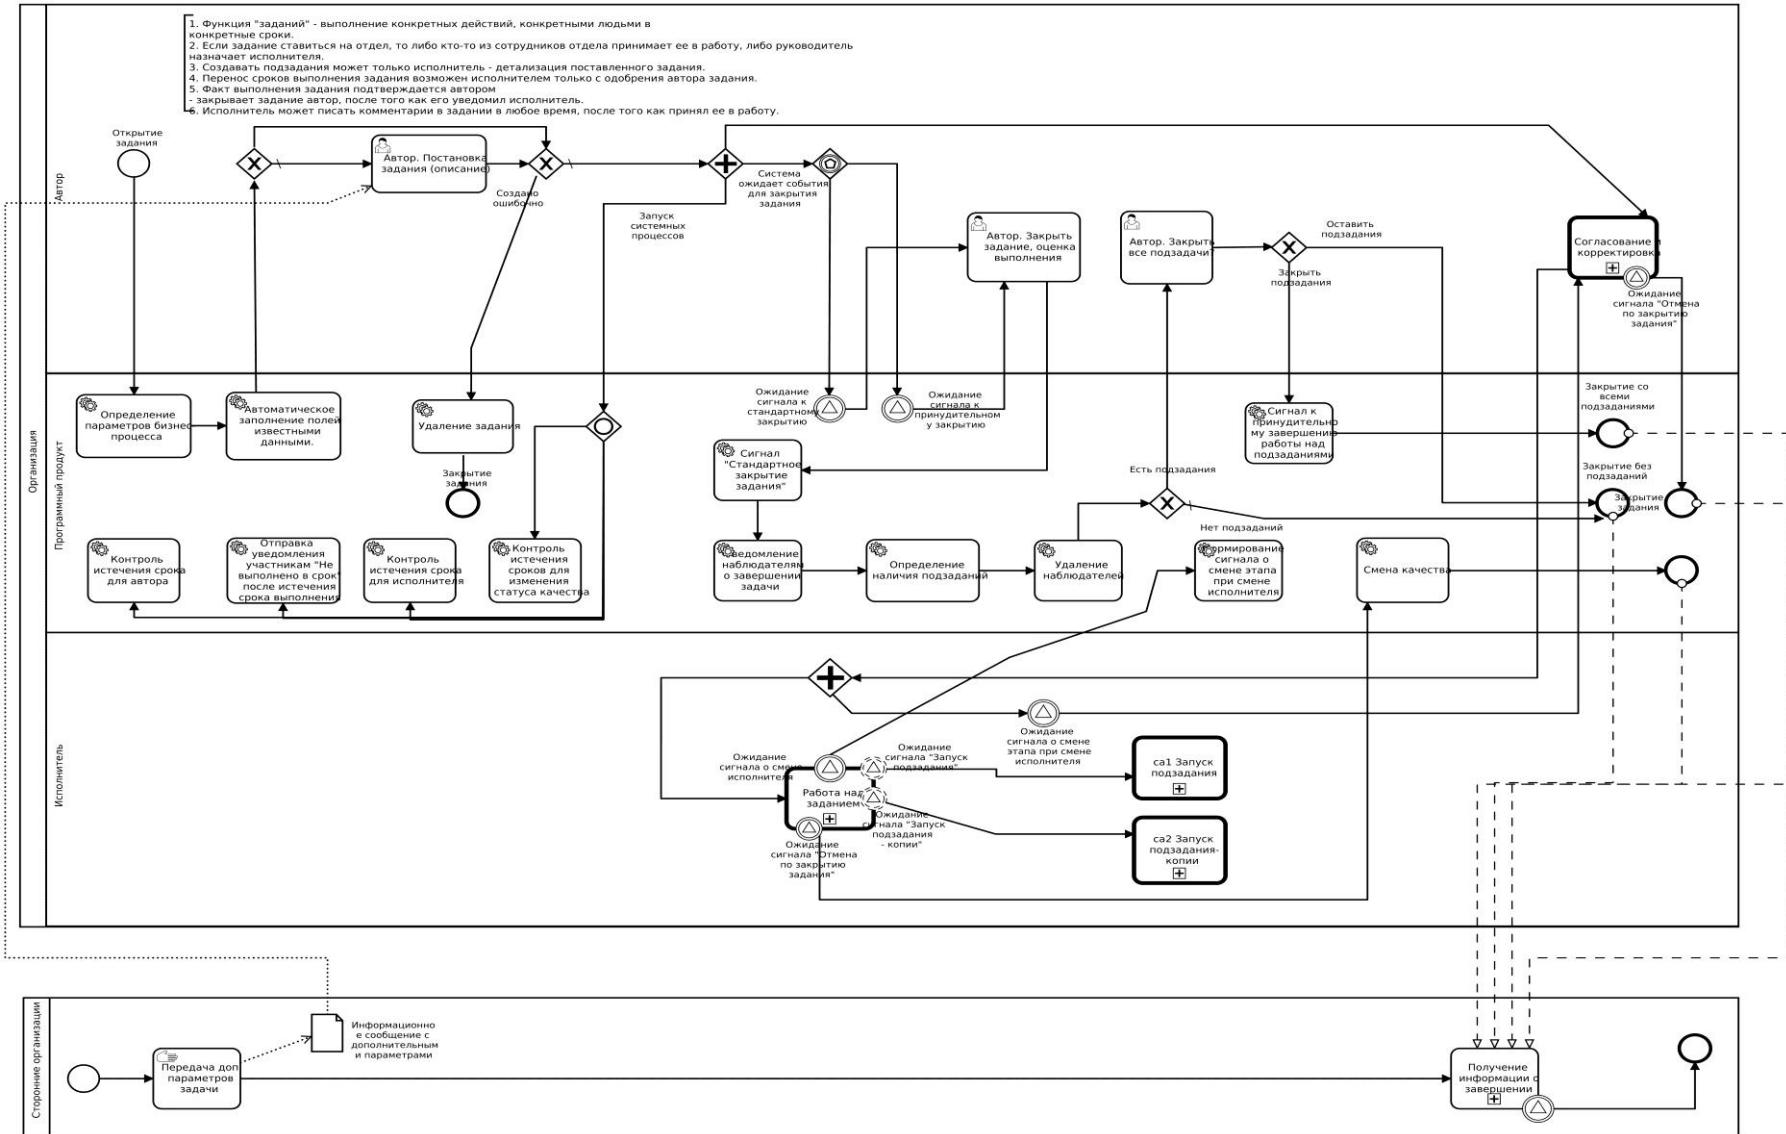 1. Функция "заданий" - выполнение конкретных действий, конкретными людьми в
конкретные сроки.
2. Если задание ставиться на отдел, то либо кто-то из сотрудников отдела принимает ее в работу, либо руководитель
назначает исполнителя.
3. Создавать подзадания может только исполнитель - детализация поставленного задания.
4. Перенос сроков выполнения задания возможен исполнителем только с одобрения автора задания.
5. Факт выполнения задания подтверждается автором
- закрывает задание автор, после того как его уведомил исполнитель.
6. Исполнитель может писать комментарии в задании в любое время, после того как принял ее в работу.
Организация
Автор
Открытие
задания
Автор. Постановка
задания (описание)
Создано
ошибочно
Запуск
системных
процессов
Система
ожидает события
для закрытия
задания
Автор. Закрыть
задание, оценка
выполнения
Автор. Закрыть
все подзадачи?
Оставить
подзадания
Закрыть
подзадания
Согласование и
корректировка
Ожидание
сигнала "Отмена
по закрытию
задания"
Программный продукт
Определение
параметров бизнес
процесса
Автоматическое
заполнение полей
известными
данными.
Удаление задания
Закрытие
задания
Ожидание
сигнала к
стандартному
закрытию
Ожидание
сигнала к
принудительном
у закрытию
Сигнал
"Стандартное
закрытие
задания"
Есть подзадания
Нет подзаданий
Сигнал к
принудительно
му завершению
работы над
подзаданиями
Закрытие со
всеми
подзаданиями
Закрытие без
подзаданий
Закрытие
задания
Контроль
истечения срока
для автора
Отправка
уведомления
участникам "Не
выполнено в срок"
после истечения
срока выполнения
Контроль
истечения срока
для исполнителя
Контроль
истечения
сроков для
изменения
статуса качества
ведомление
наблюдателям
о завершении
задачи
Определение
наличия подзаданий
Удаление
наблюдателей
рмирование
сигнала о
смене этапа
при смене
исполнителя
Смена качества
Исполнитель
Ожидание
сигнала о смене
исполнителя
Работа над
заданием
Ожидание
сигнала "Запуск
подзадания"
Ожидание
сигнала "Запуск
подзадания
- копии"
Ожидание
сигнала "Отмена
по закрытию
задания"
Ожидание
сигнала о смене
этапа при смене
исполнителя
ca1 Запуск
подзадания
ca2 Запуск
подзадания-
копии
Сторонние организации
Передача доп
параметров
задачи
Информационно
е сообщение с
дополнительным
и параметрами
Получение
информации о
завершении